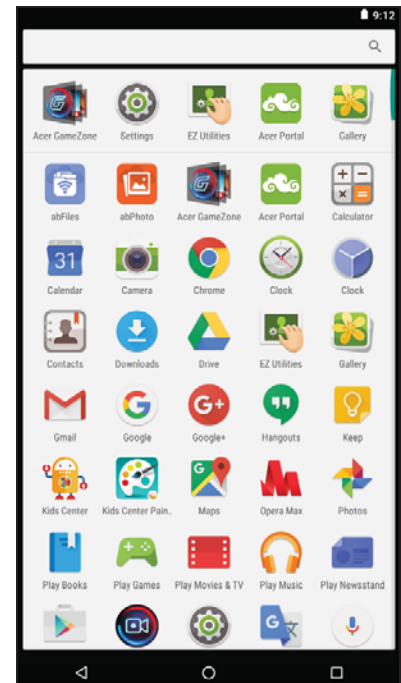 9:12
Acer GameZone Settings EZ Utilities Acer Portal Gallery
abFiles abPhoto Acer GameZone Acer Portal Calculator
31
Calendar Camera Chrome Clock Clock
Contacts Downloads Drive EZ Utilities Gallery
G G+
Gmail Google Google+ Hangouts Keep
G
Kids Center Kids Center Pain.. Maps Opera Max Photos
Play Books Play Games Play Movies & TV Play Music Play Newsstand
G 文